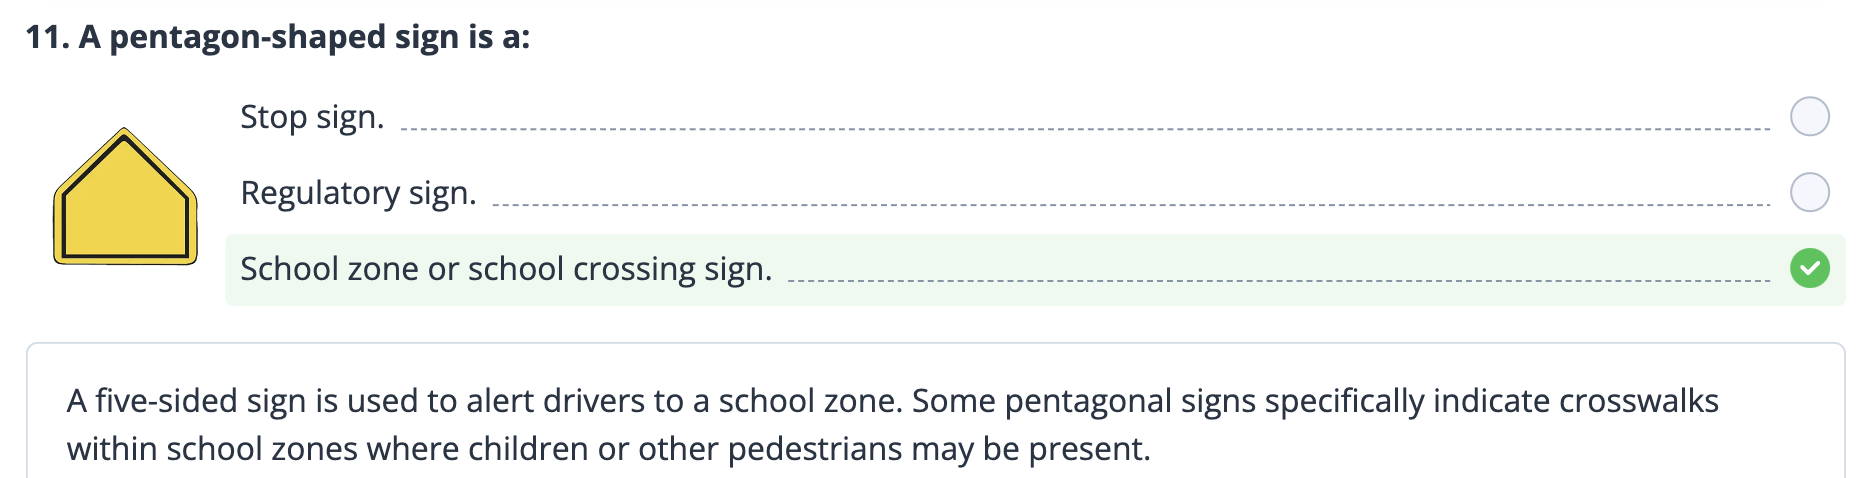 11. A pentagon-shaped sign is a:
Stop sign.
Regulatory sign.
School zone or school crossing sign.
A five-sided sign is used to alert drivers to a school zone. Some pentagonal signs specifically indicate crosswalks
within school zones where children or other pedestrians may be present.